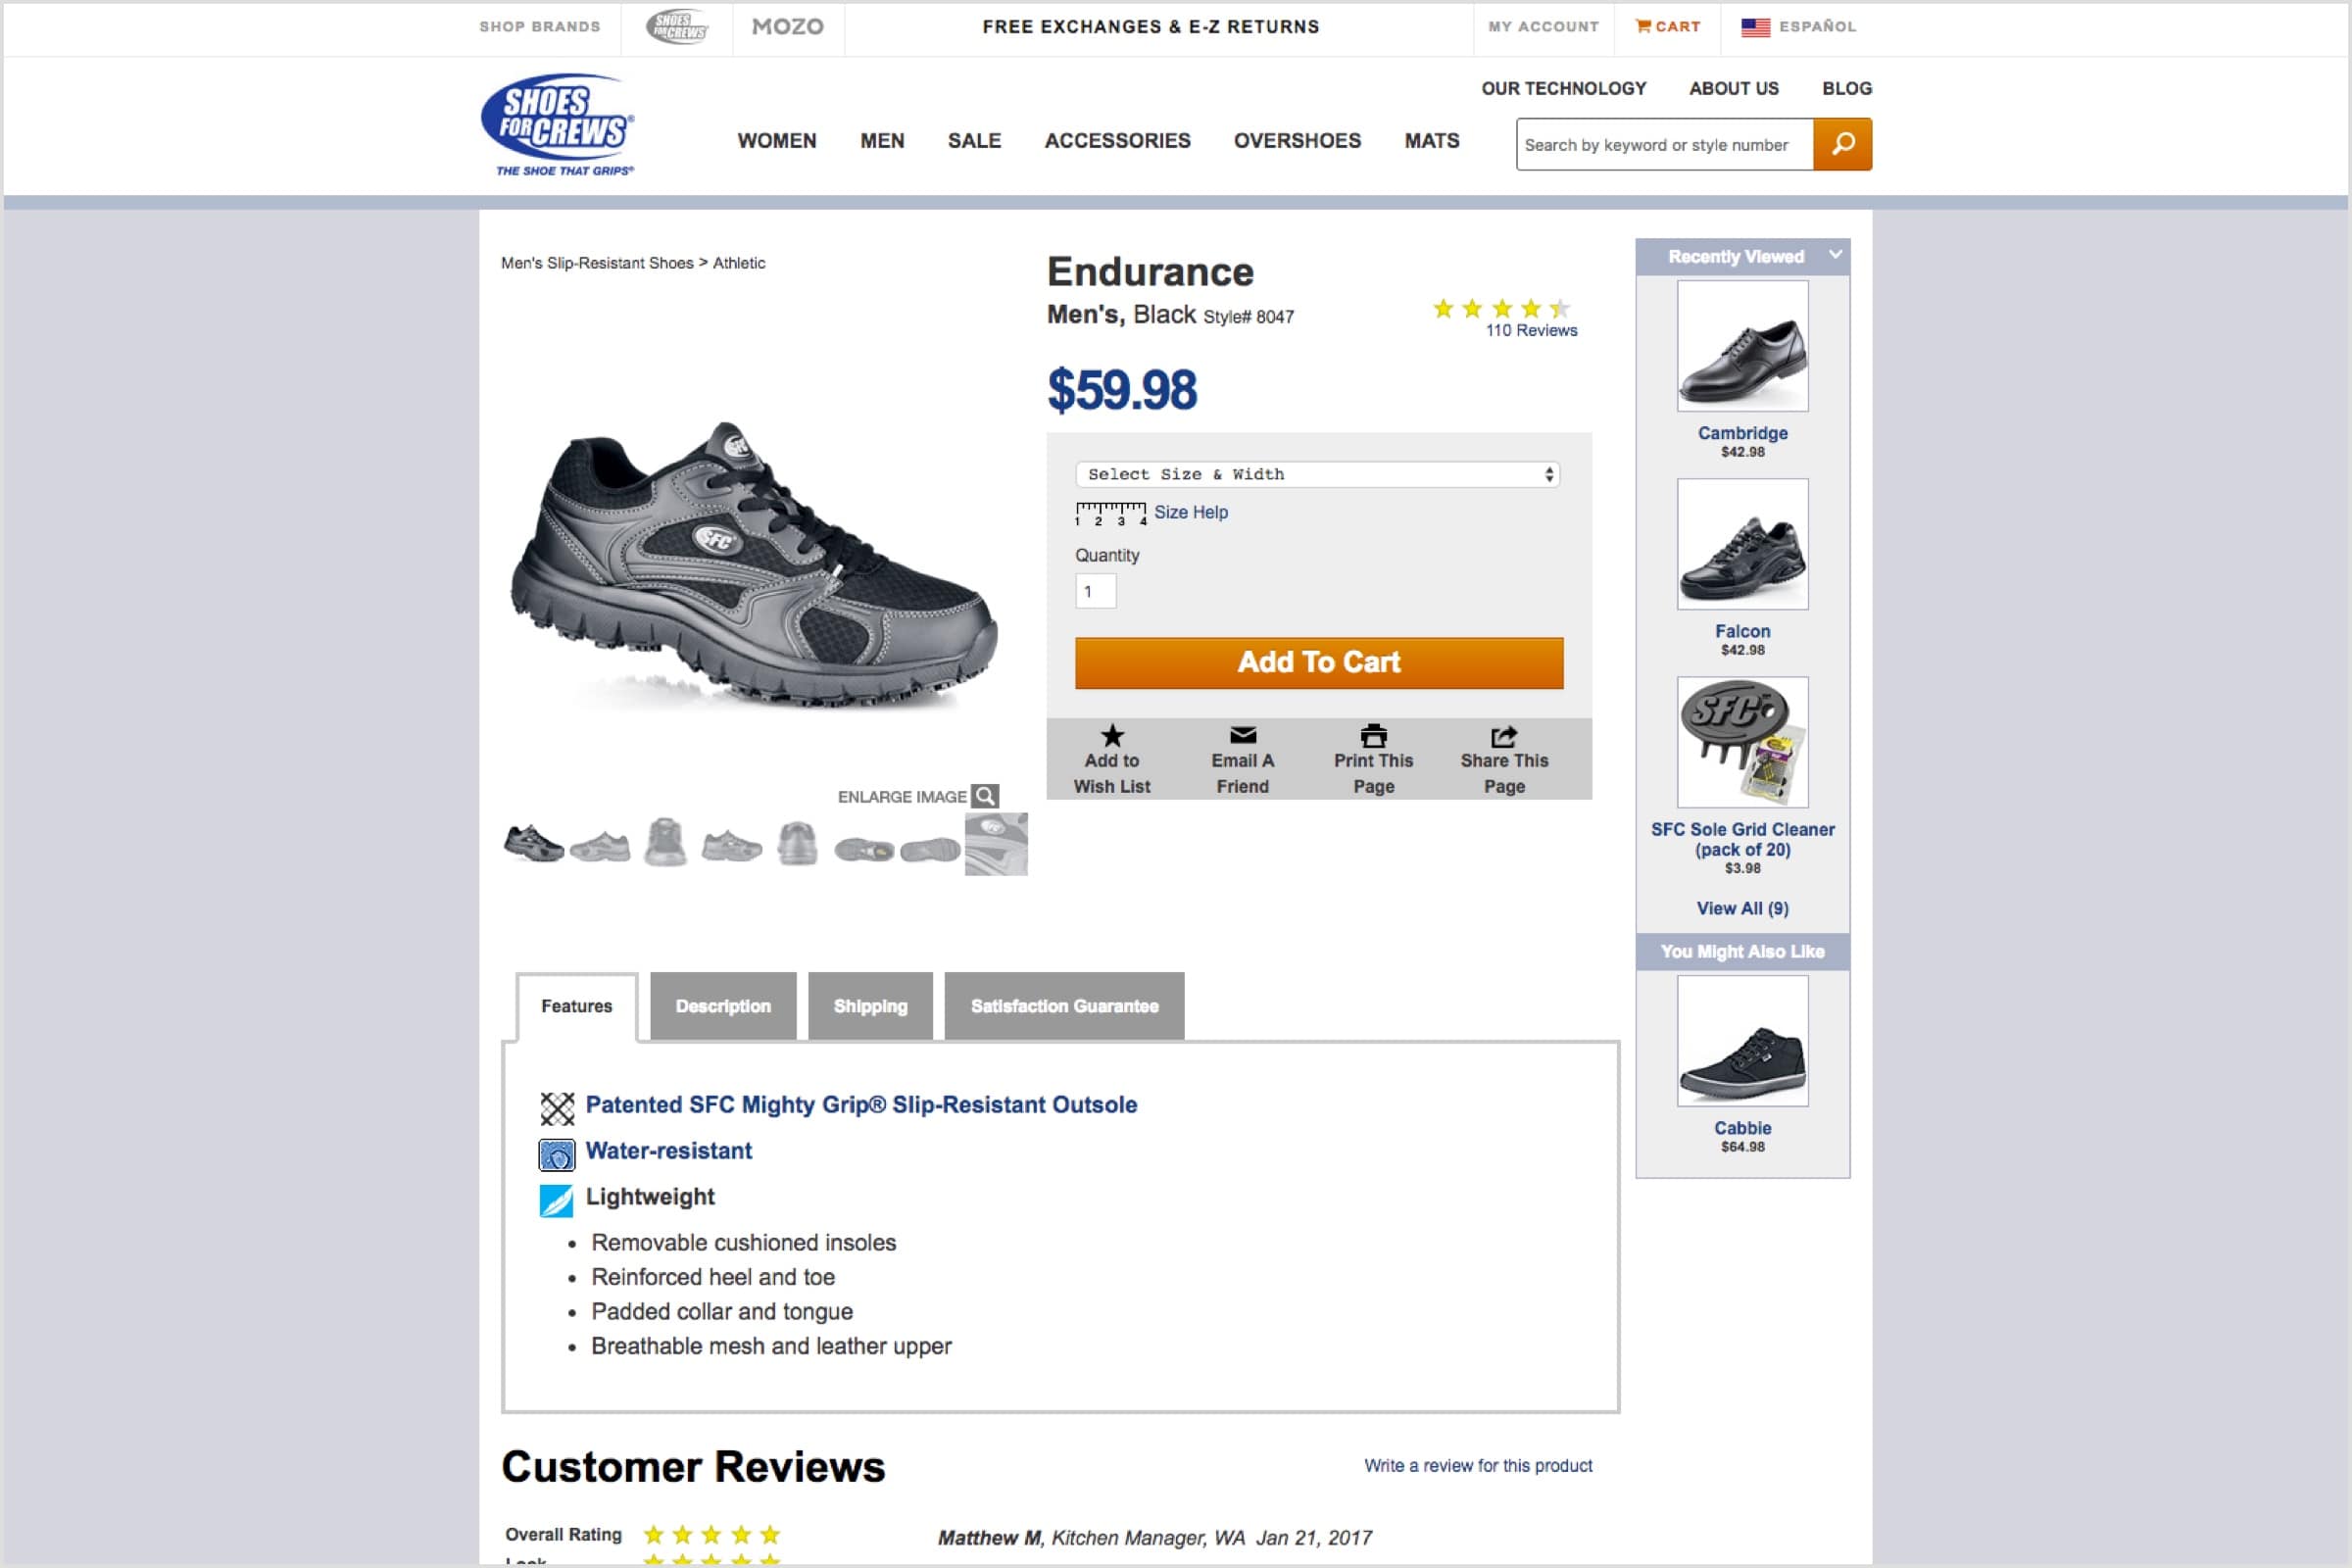 SHOP BRANDS
SHOES FOR CREWS
MOZO
FREE EXCHANGES & E-Z RETURNS
MY ACCOUNT
CART
ESPAÑOL
SHOES
FOR CREWS®
THE SHOE THAT GRIPS®
OUR TECHNOLOGY
ABOUT US
BLOG
WOMEN
MEN
SALE
ACCESSORIES
OVERSHOES
MATS
Search by keyword or style number
Men's Slip-Resistant Shoes > Athletic
SFC
SFC
ENLARGE IMAGE
Endurance
Men's, Black Style# 8047
110 Reviews
$59.98
Select Size & Width
1 2 3 4
Size Help
Quantity
1
Add To Cart
Add to
Wish List
Email A
Friend
Print This
Page
Share This
Page
Recently Viewed
Cambridge
$42.98
Falcon
$42.98
SFC
SFC Sole Grid Cleaner
(pack of 20)
$3.98
View All (9)
You Might Also Like
Cabbie
$64.98
Features
Description
Shipping
Satisfaction Guarantee
Patented SFC Mighty Grip® Slip-Resistant Outsole
Water-resistant
Lightweight
• Removable cushioned insoles
• Reinforced heel and toe
• Padded collar and tongue
• Breathable mesh and leather upper
Customer Reviews
Write a review for this product
Overall Rating
Matthew M, Kitchen Manager, WA Jan 21, 2017